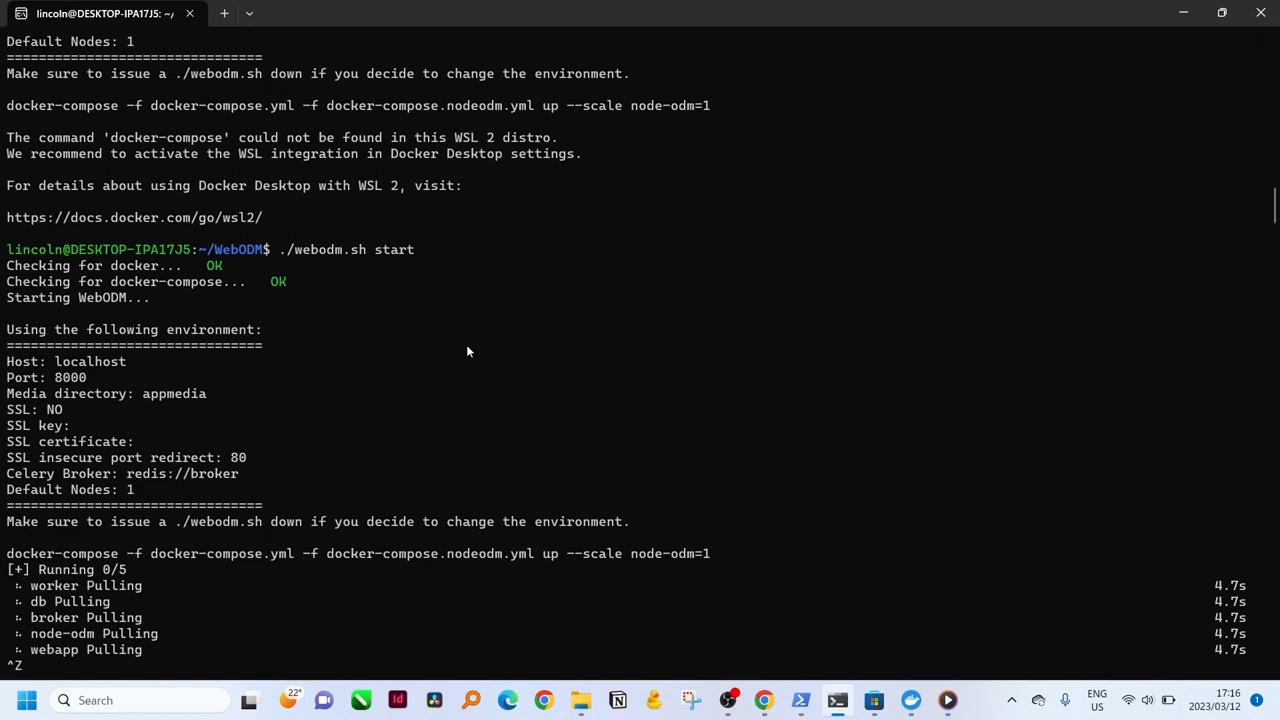 lincoln@DESKTOP-IPA17J5: ~/
Default Nodes: 1
================================
Make sure to issue a ./webodm.sh down if you decide to change the environment.
docker-compose -f docker-compose.yml -f docker-compose.nodeodm.yml up --scale node-odm=1
The command 'docker-compose' could not be found in this WSL 2 distro.
We recommend to activate the WSL integration in Docker Desktop settings.
For details about using Docker Desktop with WSL 2, visit:
https://docs.docker.com/go/wsl2/
lincoln@DESKTOP-IPA17J5:~/WebODM$ ./webodm.sh start
Checking for docker... OK
Checking for docker-compose... OK
Starting WebODM...
Using the following environment:
================================
Host: localhost
Port: 8000
Media directory: appmedia
SSL: NO
SSL key:
SSL certificate:
SSL insecure port redirect: 80
Celery Broker: redis://broker
Default Nodes: 1
================================
Make sure to issue a ./webodm.sh down if you decide to change the environment.
docker-compose -f docker-compose.yml -f docker-compose.nodeodm.yml up --scale node-odm=1
[+] Running 0/5
worker Pulling 4.7s
db Pulling 4.7s
broker Pulling 4.7s
node-odm Pulling 4.7s
webapp Pulling 4.7s
^Z
Search
22°
Id
ENG
US
17:16
2023/03/12
1